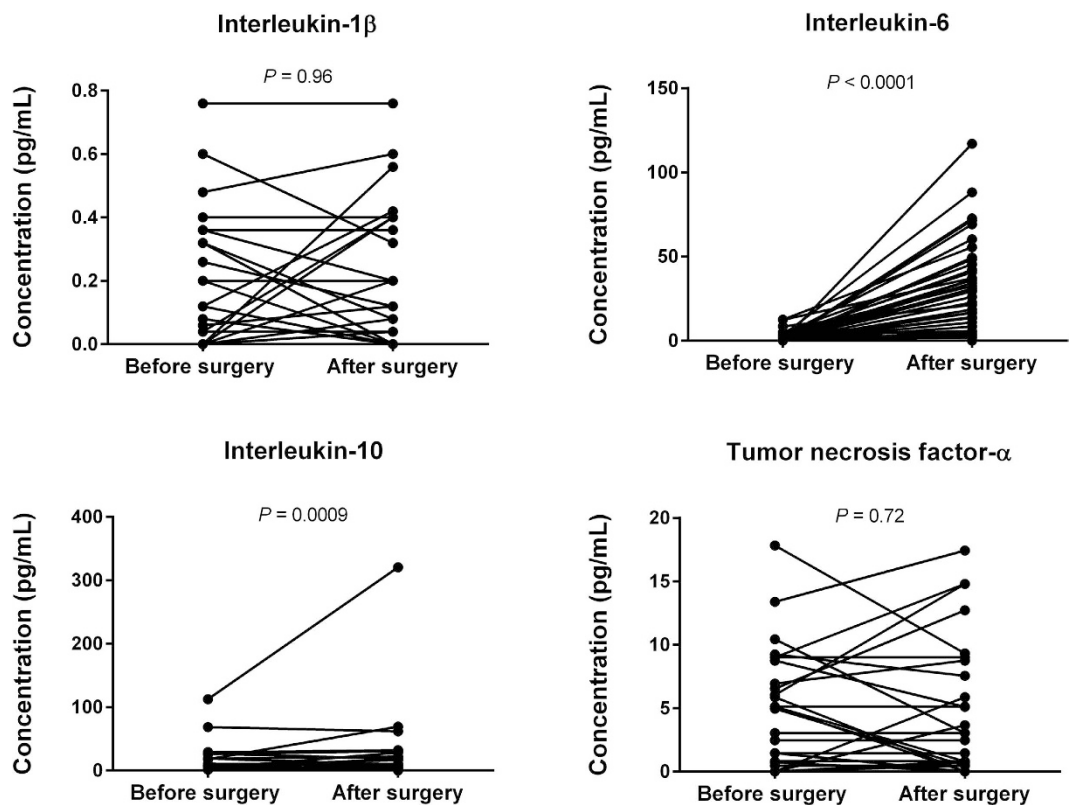 Interleukin-1β
P = 0.96
Concentration (pg/mL)
0.8
0.6
0.4
0.2
0.0
Before surgery After surgery
Interleukin-6
P < 0.0001
Concentration (pg/mL)
150
100
50
0
Before surgery After surgery
Interleukin-10
P = 0.0009
Concentration (pg/mL)
400
300
200
100
0
Before surgery After surgery
Tumor necrosis factor-α
P = 0.72
Concentration (pg/mL)
20
15
10
5
0
Before surgery After surgery